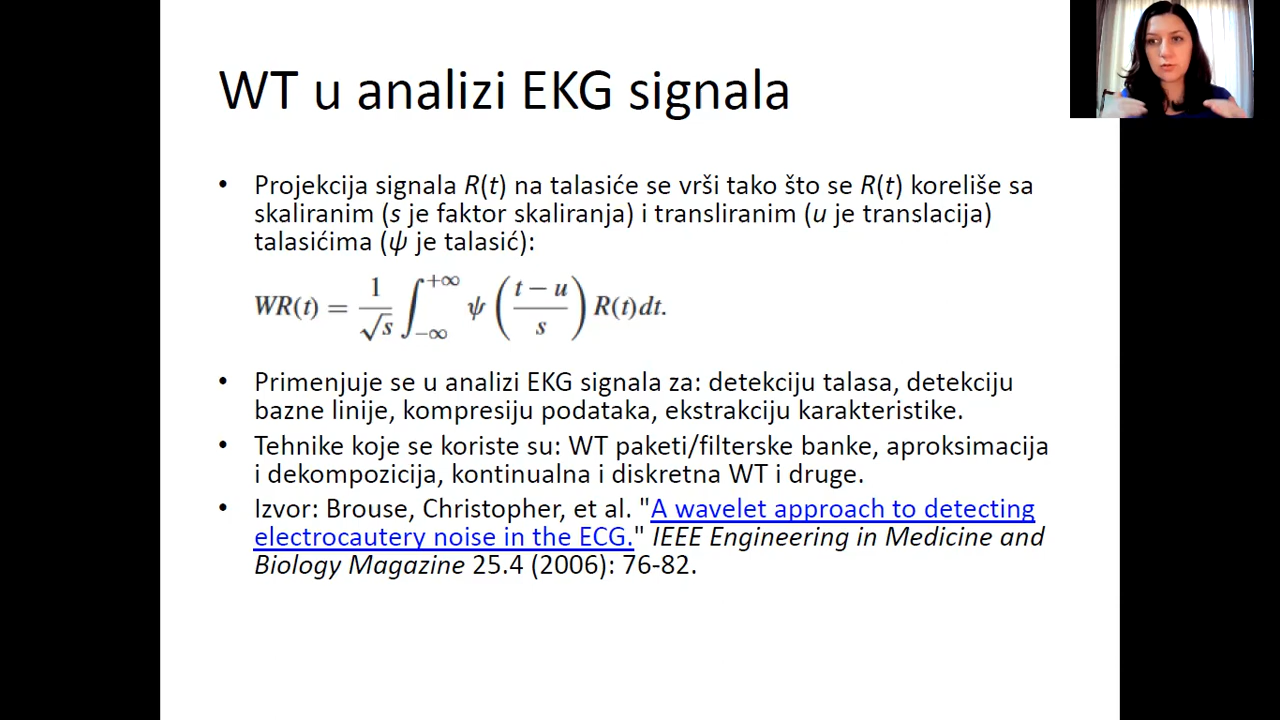 WT u analizi EKG signala
• Projekcija signala R(t) na talasiće se vrši tako što se R(t) koreliše sa
skaliranim (s je faktor skaliranja) i transliranim (u je translacija)
talasićima (ψ je talasić):
WR(t) = 1/√s ∫_{−∞}^{+∞} ψ((t − u)/s) R(t)dt.
• Primenjuje se u analizi EKG signala za: detekciju talasa, detekciju
bazne linije, kompresiju podataka, ekstrakciju karakteristike.
• Tehnike koje se koriste su: WT paketi/filterske banke, aproksimacija
i dekompozicija, kontinualna i diskretna WT i druge.
• Izvor: Brouse, Christopher, et al. "A wavelet approach to detecting
electrocautery noise in the ECG." IEEE Engineering in Medicine and
Biology Magazine 25.4 (2006): 76-82.